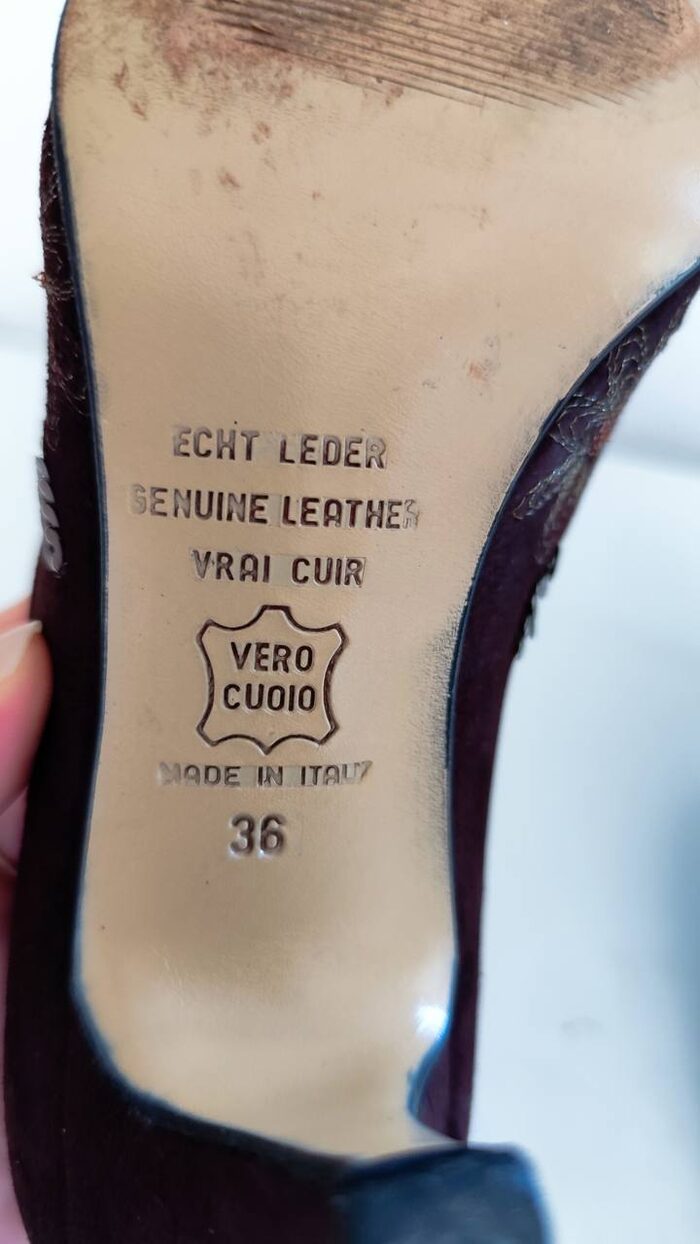 ECHT LEDER
GENUINE LEATHER
VRAI CUIR
VERO
CUOIO
MADE IN ITALY
36